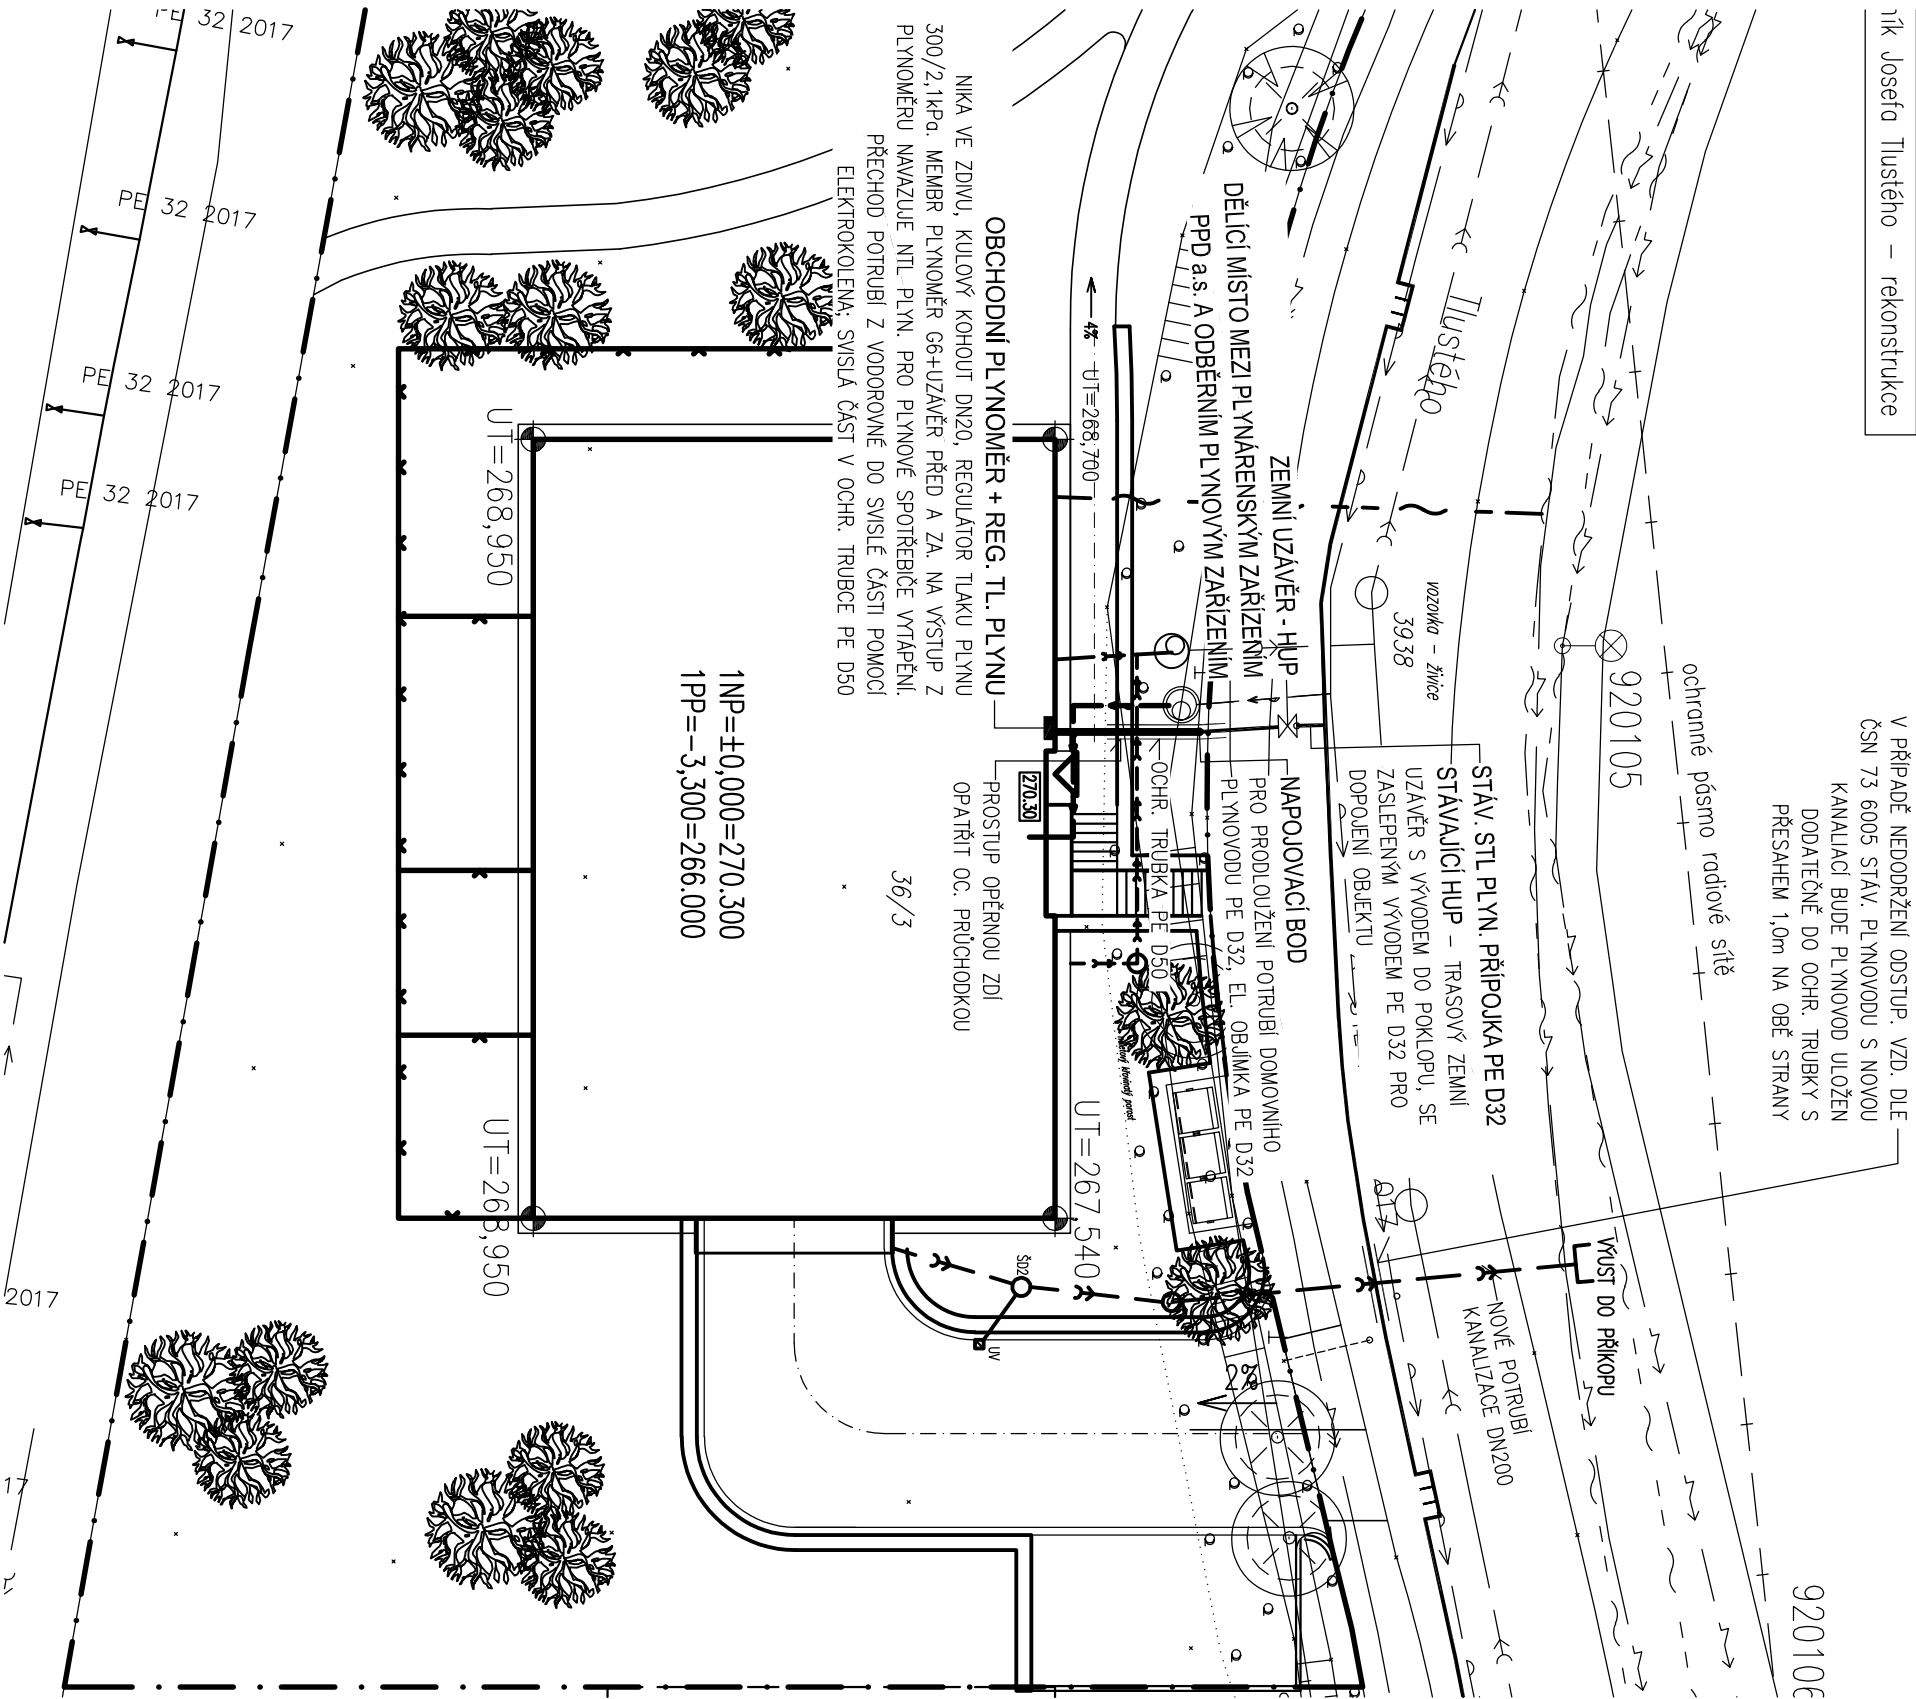 ník Josefa Tlustého - rekonstrukce
V PŘÍPADĚ NEDODRŽENÍ ODSTUP. VZD. DLE
ČSN 73 6005 STÁV. PLYNOVODU S NOVOU
KANALIACÍ BUDE PLYNOVOD ULOŽEN
DODATEČNĚ DO OCHR. TRUBKY S
PŘESAHEM 1,0m NA OBĚ STRANY
920106
ochranné pásmo radiové sítě
920105
VÝUST DO PŘÍKOPU
NOVÉ POTRUBÍ
KANALIZACE DN200
Tlustého
vozovka - živice
3938
STÁV. STL PLYN. PŘÍPOJKA PE D32
STÁVAJÍCÍ HUP - TRASOVÝ ZEMNÍ
UZÁVĚR S VÝVODEM DO POKLOPU, SE
ZASLEPENÝM VÝVODEM PE D32 PRO
DOPOJENÍ OBJEKTU
ZEMNÍ UZÁVĚR - HUP
DĚLÍCÍ MÍSTO MEZI PLYNÁRENSKÝM ZAŘÍZENÍM
PPD a.s. A ODBĚRNÍM PLYNOVÝM ZAŘÍZENÍM
NAPOJOVACÍ BOD
PRO PRODLOUŽENÍ POTRUBÍ DOMOVNÍHO
PLYNOVODU PE D32, EL. OBJÍMKA PE D32
OCHR. TRUBKA PE D50
2%
4%
UT=268,700
UT=267,540
ŠD2
UV
270.30
PROSTUP OPĚRNOU ZDÍ
OPATŘIT OC. PRŮCHODKOU
36/3
OBCHODNÍ PLYNOMĚR + REG. TL. PLYNU
NIKA VE ZDIVU, KULOVÝ KOHOUT DN20, REGULÁTOR TLAKU PLYNU
300/2,1kPa. MEMBR PLYNOMĚR G6+UZÁVĚR PŘED A ZA. NA VÝSTUP Z
PLYNOMĚRU NAVAZUJE NTL PLYN. PRO PLYNOVÉ SPOTŘEBIČE VYTÁPĚNÍ.
PŘECHOD POTRUBÍ Z VODOROVNÉ DO SVISLÉ ČÁSTI POMOCÍ
ELEKTROKOLENA; SVISLÁ ČÁST V OCHR. TRUBCE PE D50
1NP=±0,000=270.300
1PP=-3,300=266.000
UT=268,950
UT=268,950
PE 32 2017
PE 32 2017
PE 32 2017
PE 32 2017
2017
17